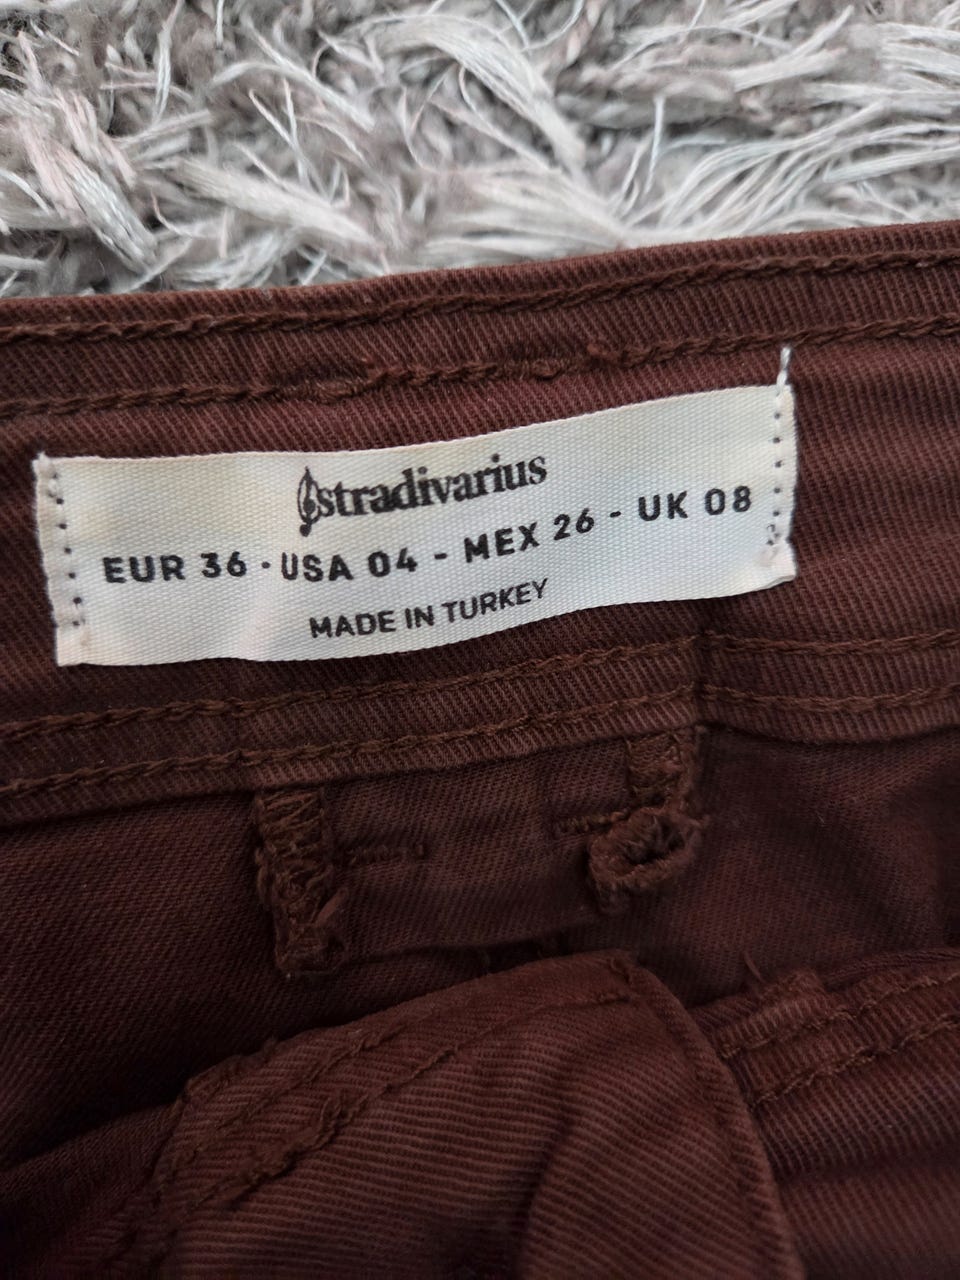 stradivarius
EUR 36 - USA 04 - MEX 26 - UK 08
MADE IN TURKEY